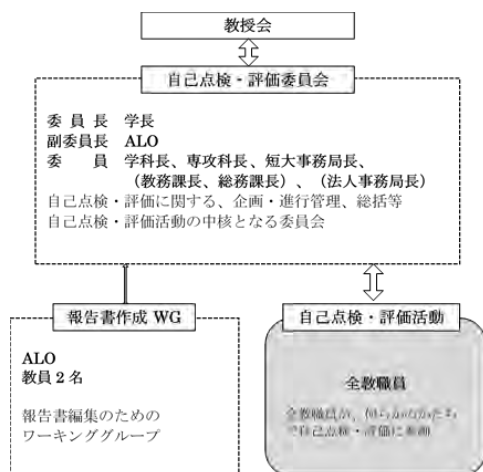 教授会
自己点検・評価委員会
委 員 長 学長
副委員長 ALO
委 員 学科長、専攻科長、短大事務局長、
（教務課長、総務課長）、（法人事務局長）
自己点検・評価に関する、企画・進行管理、総括等
自己点検・評価活動の中核となる委員会
報告書作成 WG
ALO
教員 2 名
報告書編集のための
ワーキンググループ
自己点検・評価活動
全教職員
全教職員が、
で自己点検・評価に参画